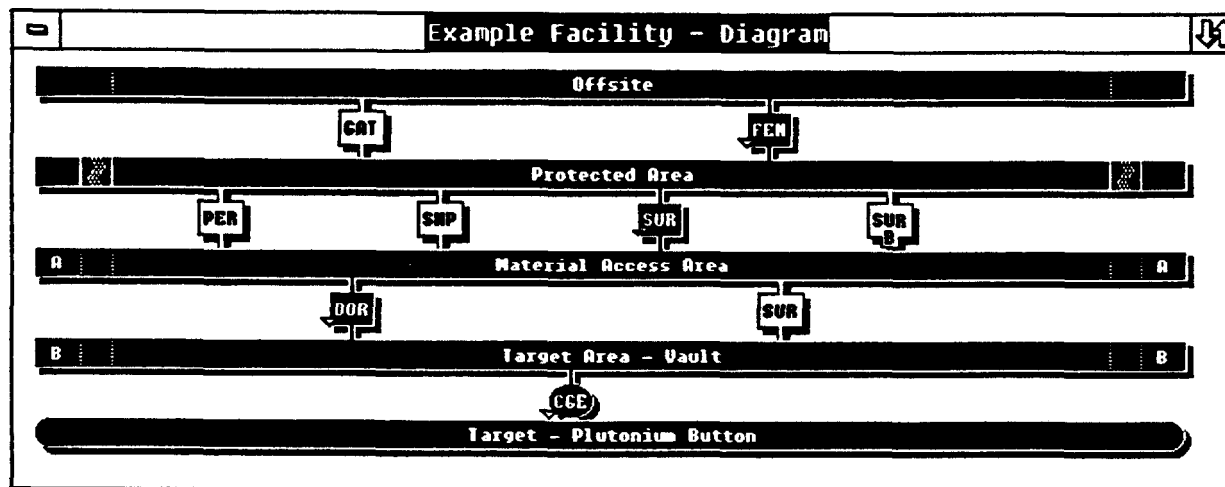 Example Facility - Diagram
Offsite
GAT FEN
Protected Area
PER SNP SUR SUR B
A Material Access Area A
DOR SUR
B Target Area - Vault B
CGE
Target - Plutonium Button